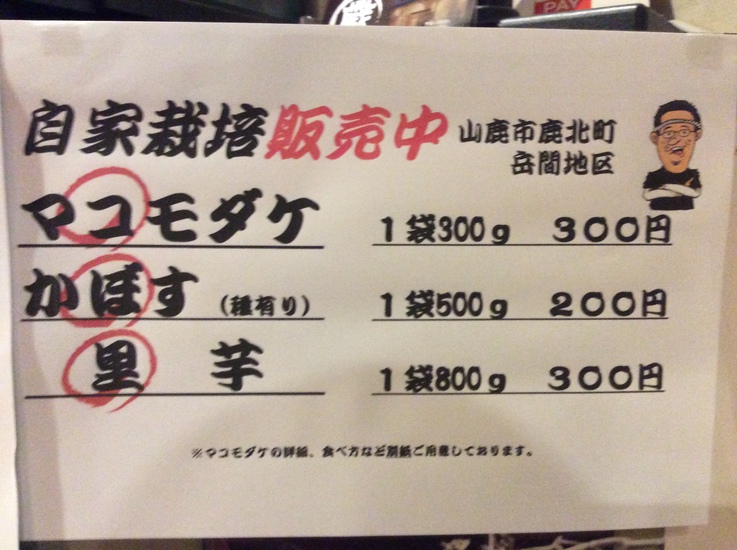 PAY
自家栽培販売中
山鹿市鹿北町
岳間地区
マコモダケ 1袋300g 300円
かぼす (種有り) 1袋500g 200円
里芋 1袋800g 300円
※マコモダケの詳細、食べ方など別紙ご用意しております。